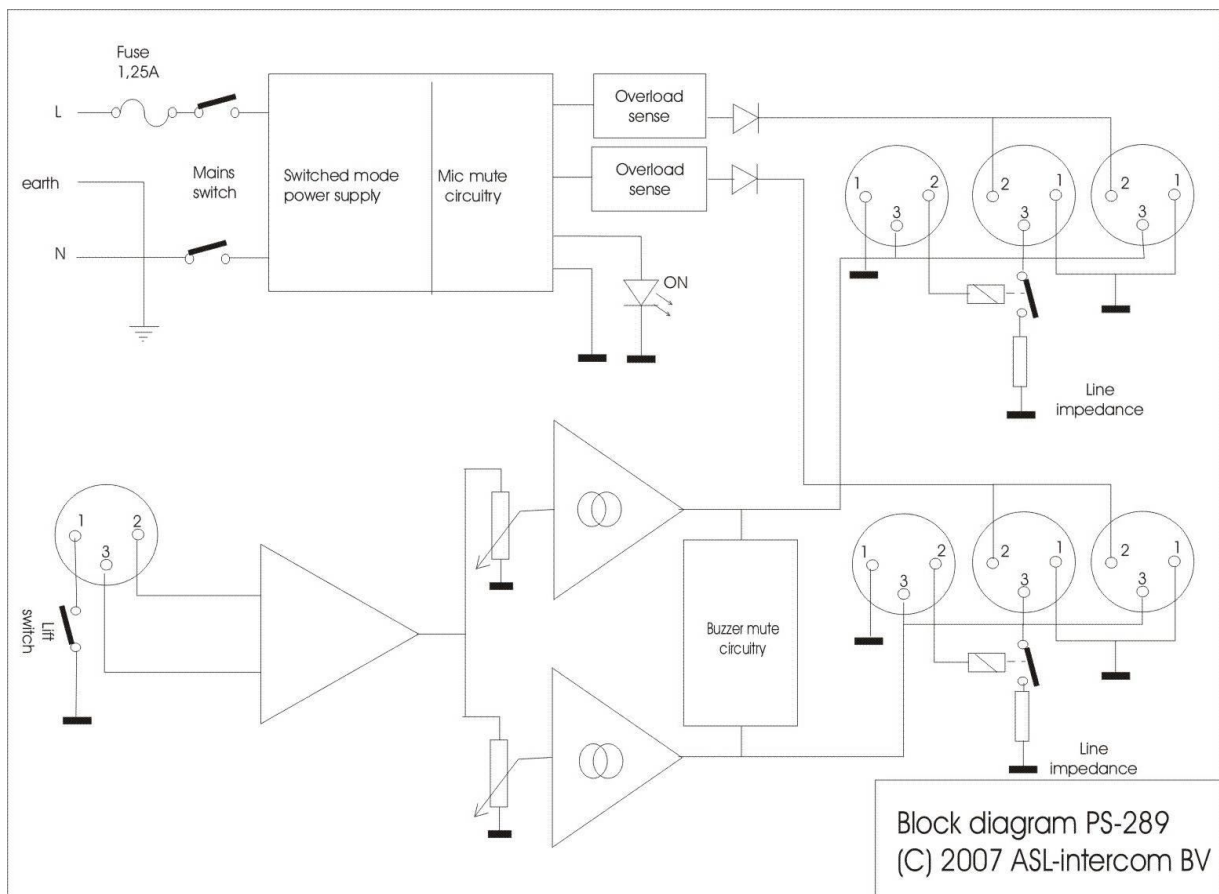 Fuse
1,25A
L
earth
N
Mains
switch
Switched mode
power supply
Mic mute
circuitry
Overload
sense
Overload
sense
ON
1
2
3
2
1
3
2
1
3
Line
impedance
1
2
3
Lift
switch
Buzzer mute
circuitry
1
2
3
2
1
3
2
1
3
Line
impedance
Block diagram PS-289
(C) 2007 ASL-intercom BV